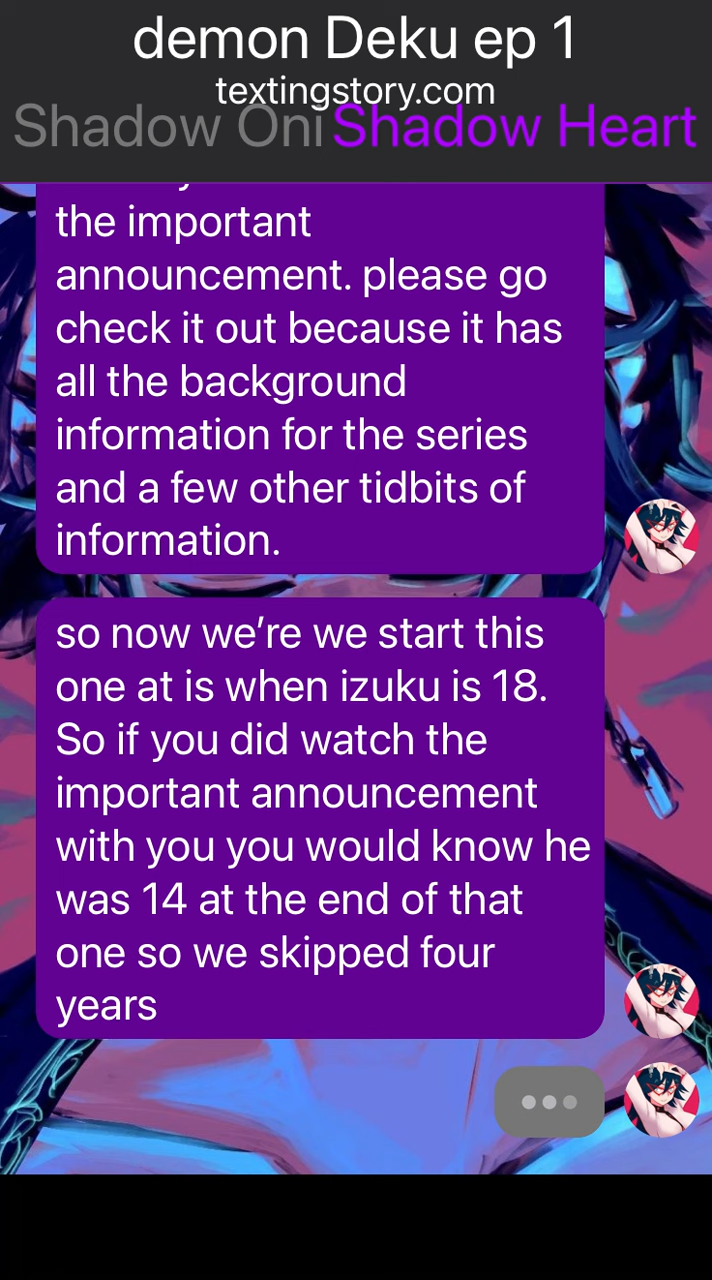 demon Deku ep 1
textingstory.com
Shadow Oni Shadow Heart
the important
announcement. please go
check it out because it has
all the background
information for the series
and a few other tidbits of
information.
so now we’re we start this
one at is when izuku is 18.
So if you did watch the
important announcement
with you you would know he
was 14 at the end of that
one so we skipped four
years